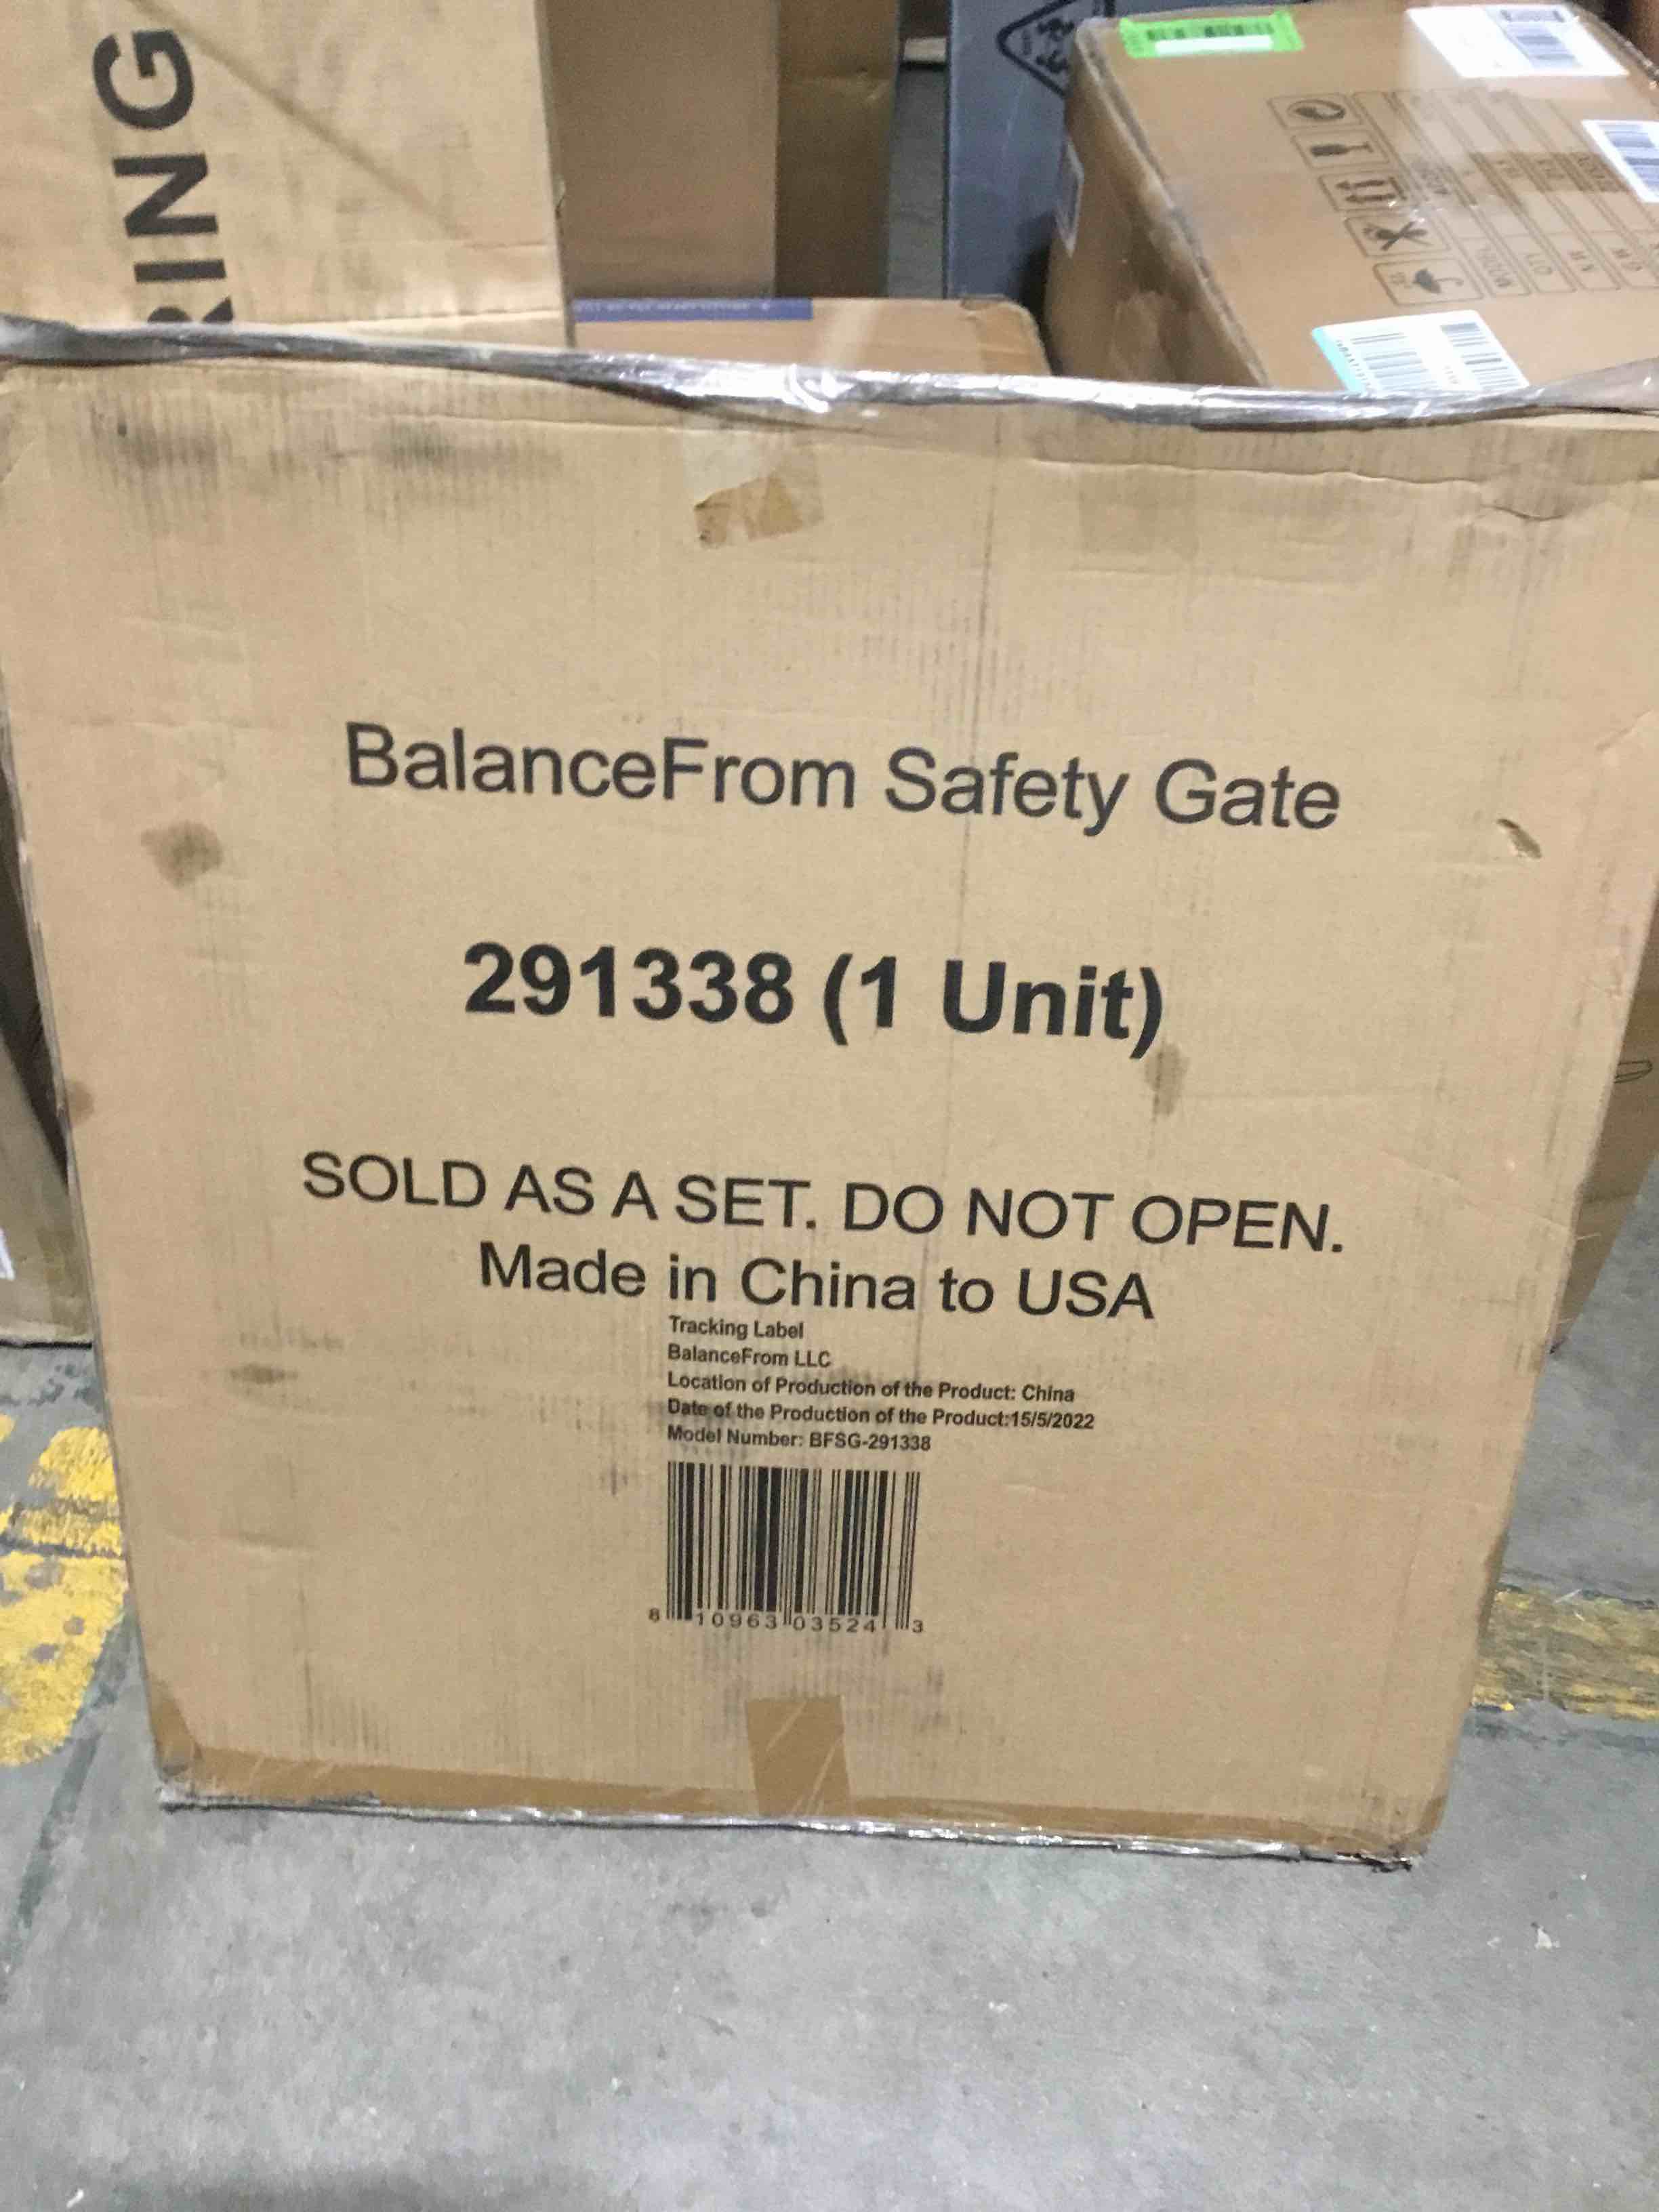 RING
BalanceFrom Safety Gate
291338 (1 Unit)
SOLD AS A SET. DO NOT OPEN.
Made in China to USA
Tracking Label
BalanceFrom LLC
Location of Production of the Product: China
Date of the Production of the Product:15/5/2022
Model Number: BFSG-291338
8 10963 03524 3